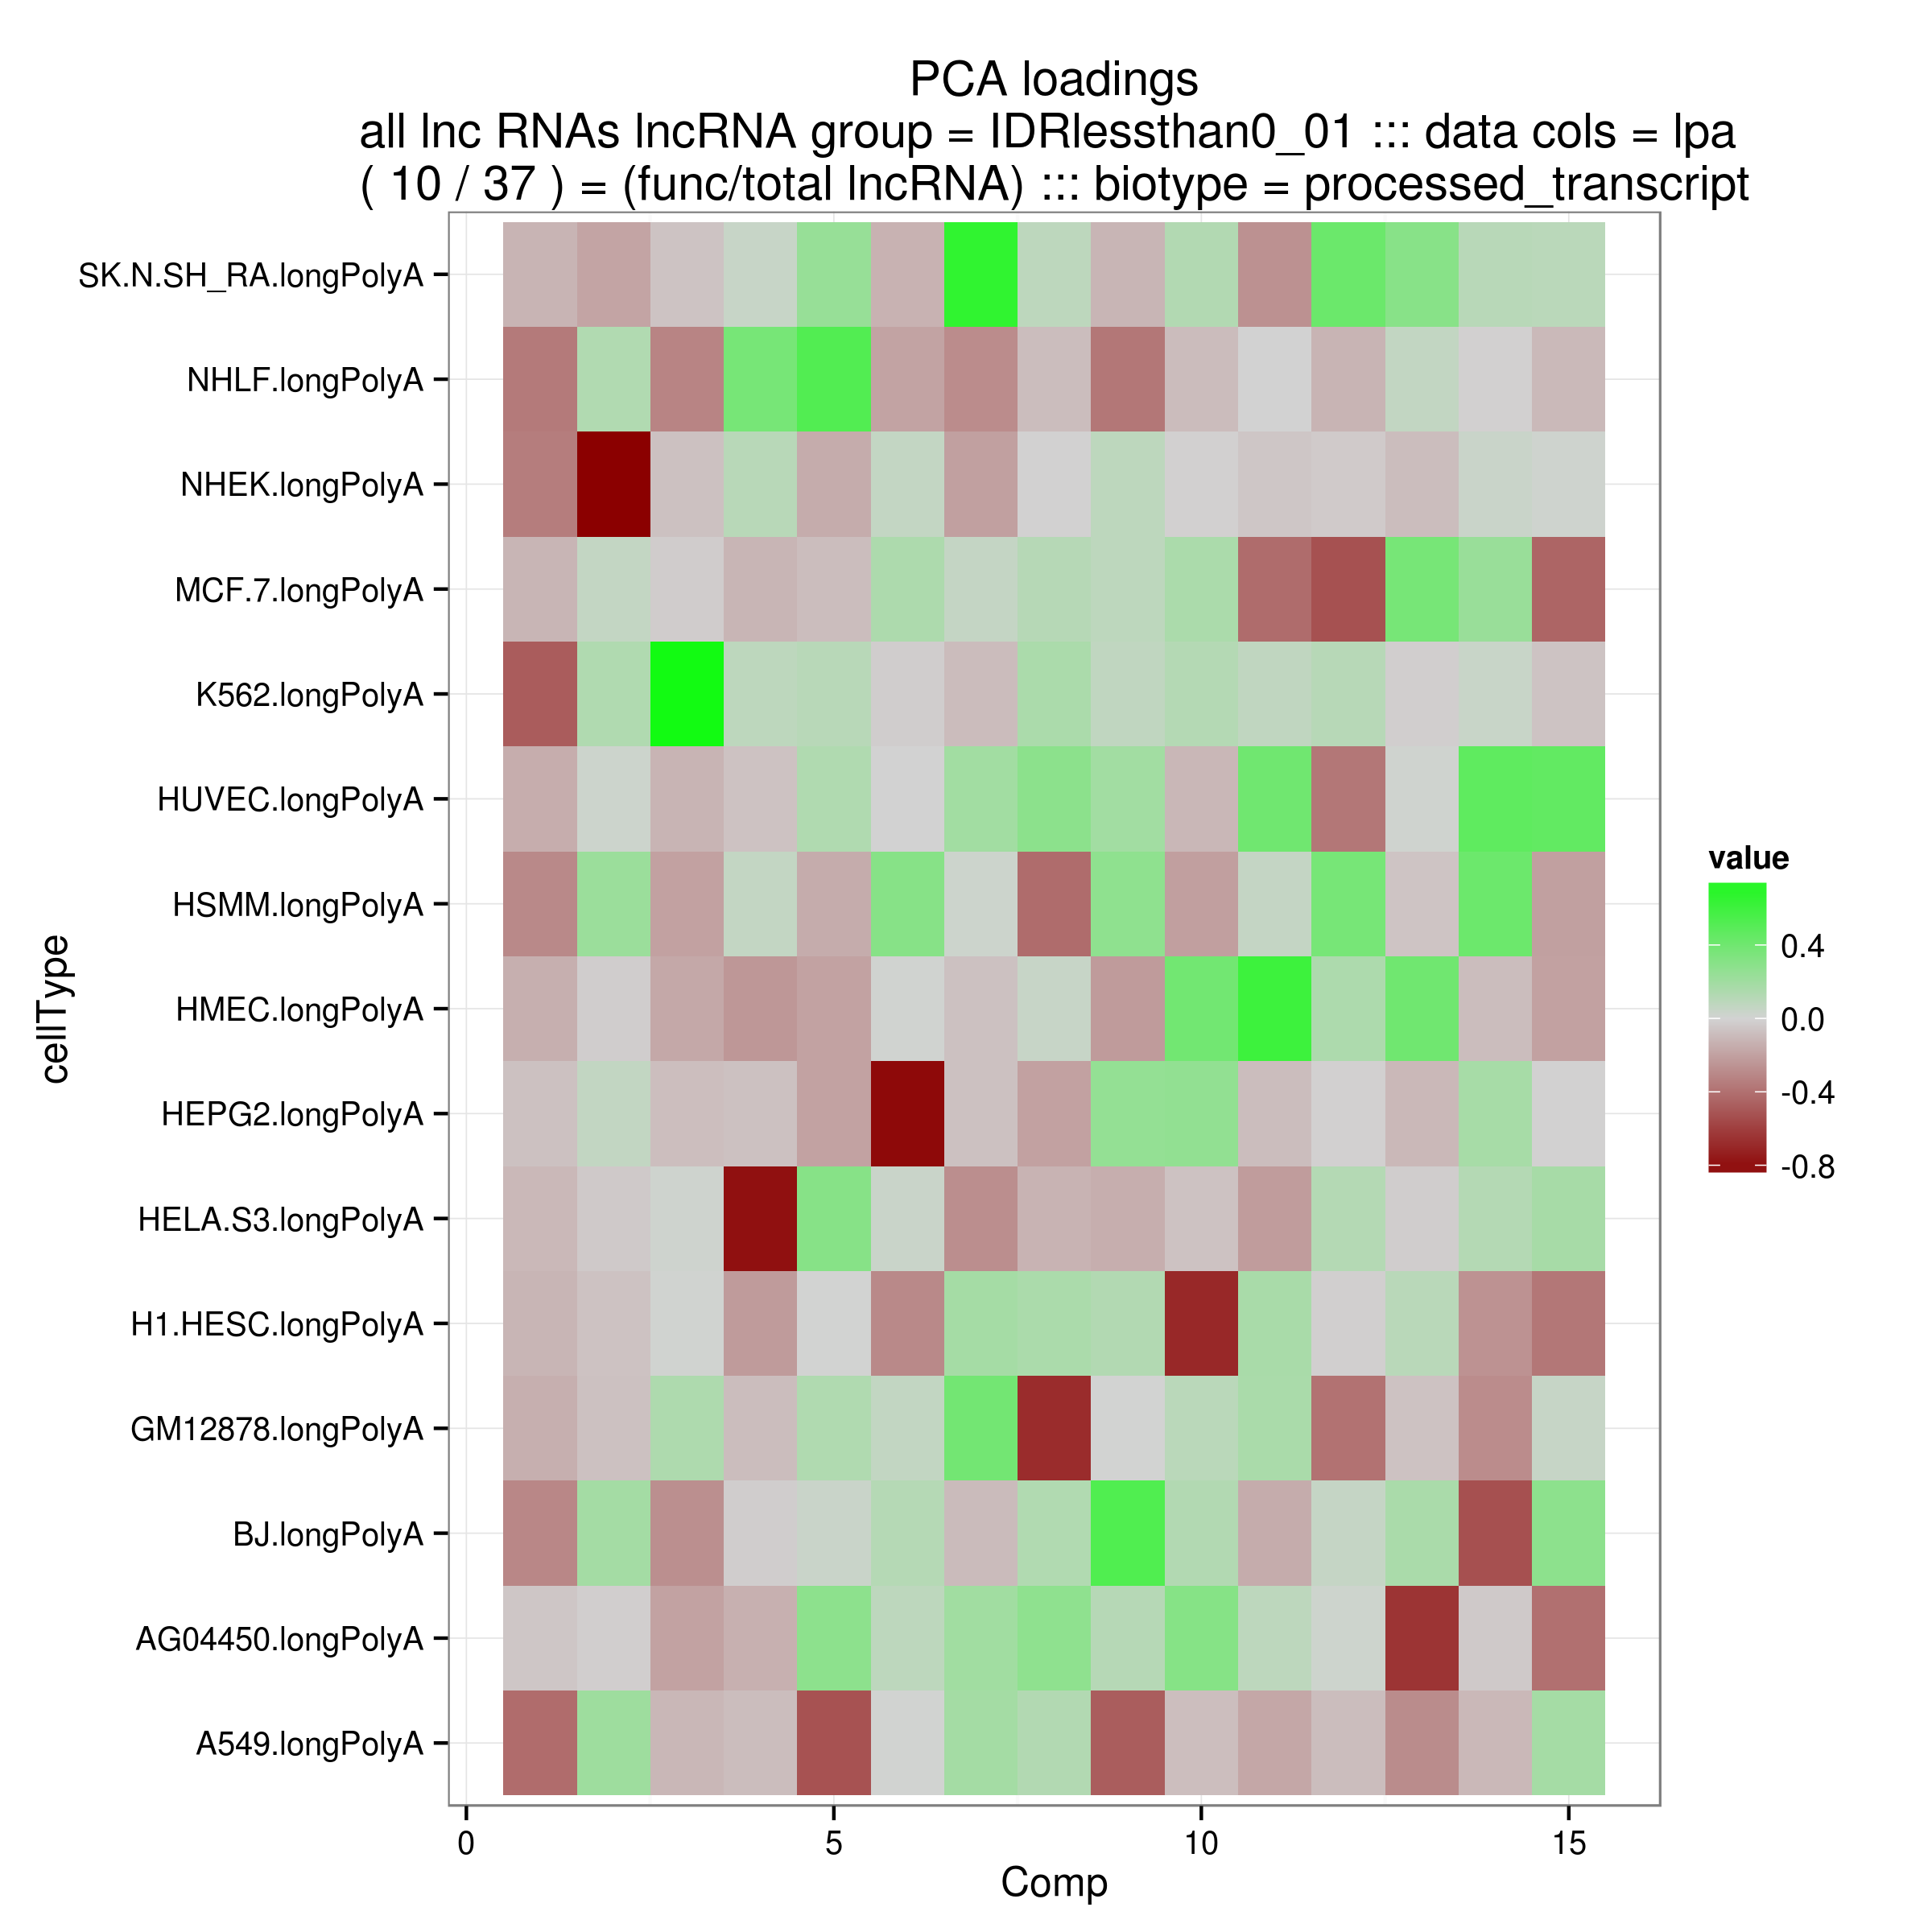 PCA loadings
all lnc RNAs lncRNA group = IDRlessthan0_01 ::: data cols = lpa
( 10 / 37 ) = (func/total lncRNA) ::: biotype = processed_transcript
SK.N.SH_RA.longPolyA
NHLF.longPolyA
NHEK.longPolyA
MCF.7.longPolyA
K562.longPolyA
HUVEC.longPolyA
HSMM.longPolyA
HMEC.longPolyA
HEPG2.longPolyA
HELA.S3.longPolyA
H1.HESC.longPolyA
GM12878.longPolyA
BJ.longPolyA
AG04450.longPolyA
A549.longPolyA
cellType
0 5 10 15
Comp
value
0.4
0.0
-0.4
-0.8